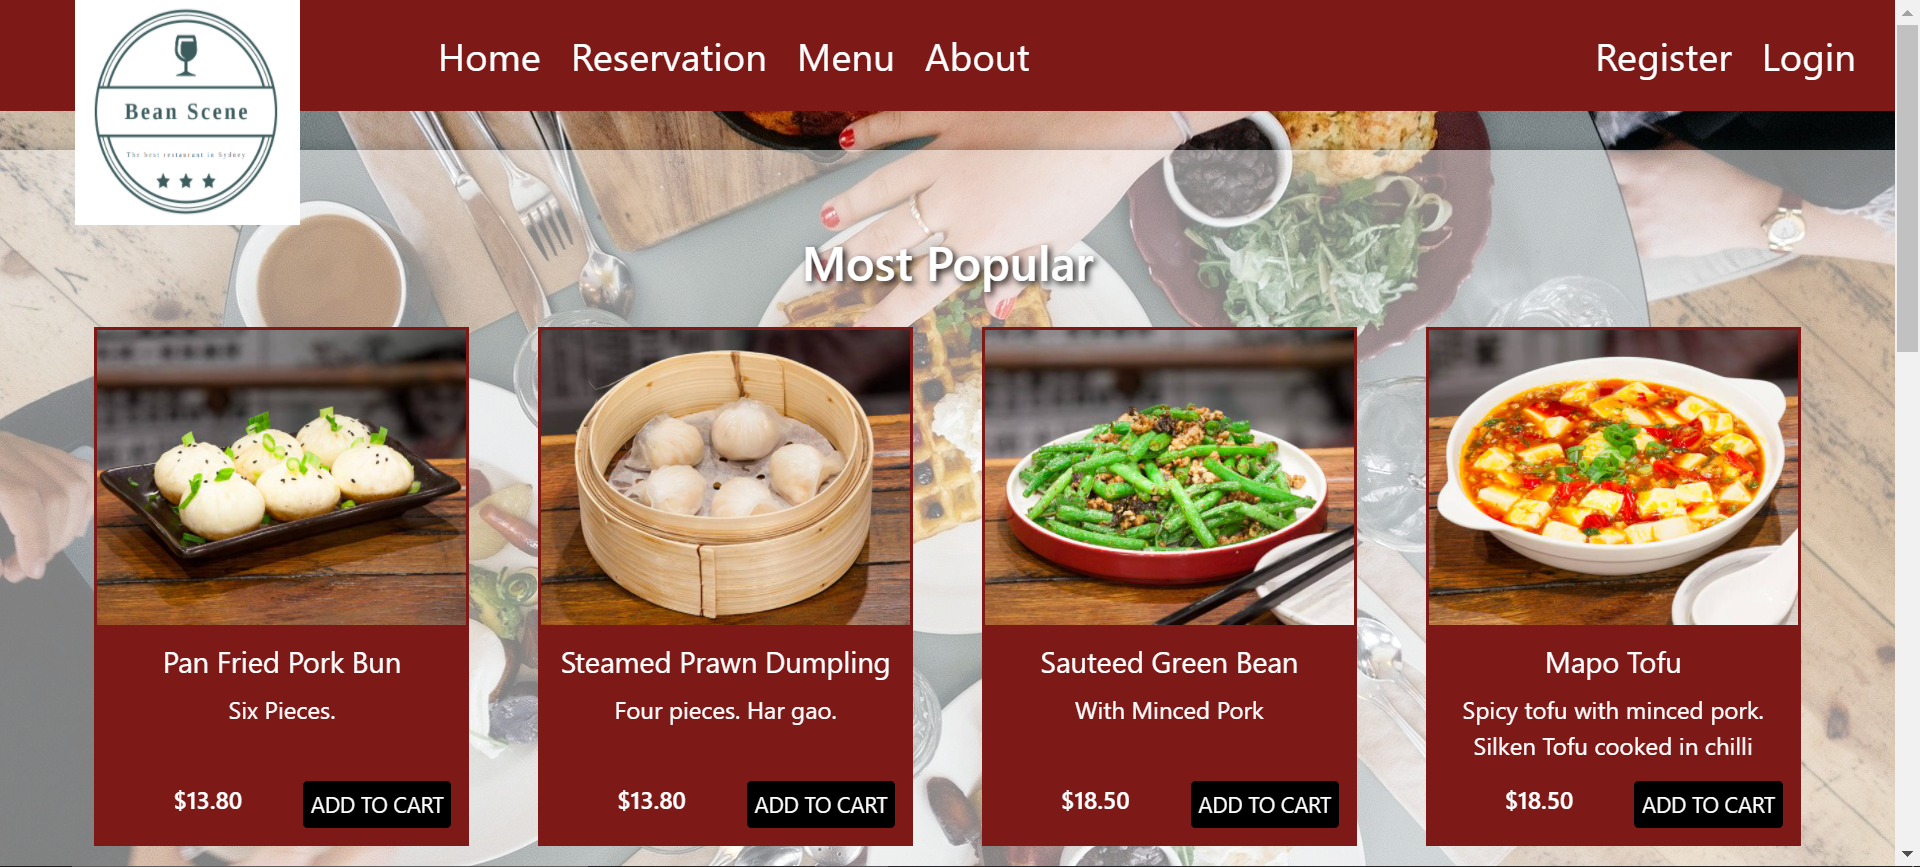 Bean Scene
The best restaurant in Sydney
Home Reservation Menu About Register Login
Most Popular
Pan Fried Pork Bun
Six Pieces.
$13.80 ADD TO CART
Steamed Prawn Dumpling
Four pieces. Har gao.
$13.80 ADD TO CART
Sauteed Green Bean
With Minced Pork
$18.50 ADD TO CART
Mapo Tofu
Spicy tofu with minced pork.
Silken Tofu cooked in chilli
$18.50 ADD TO CART